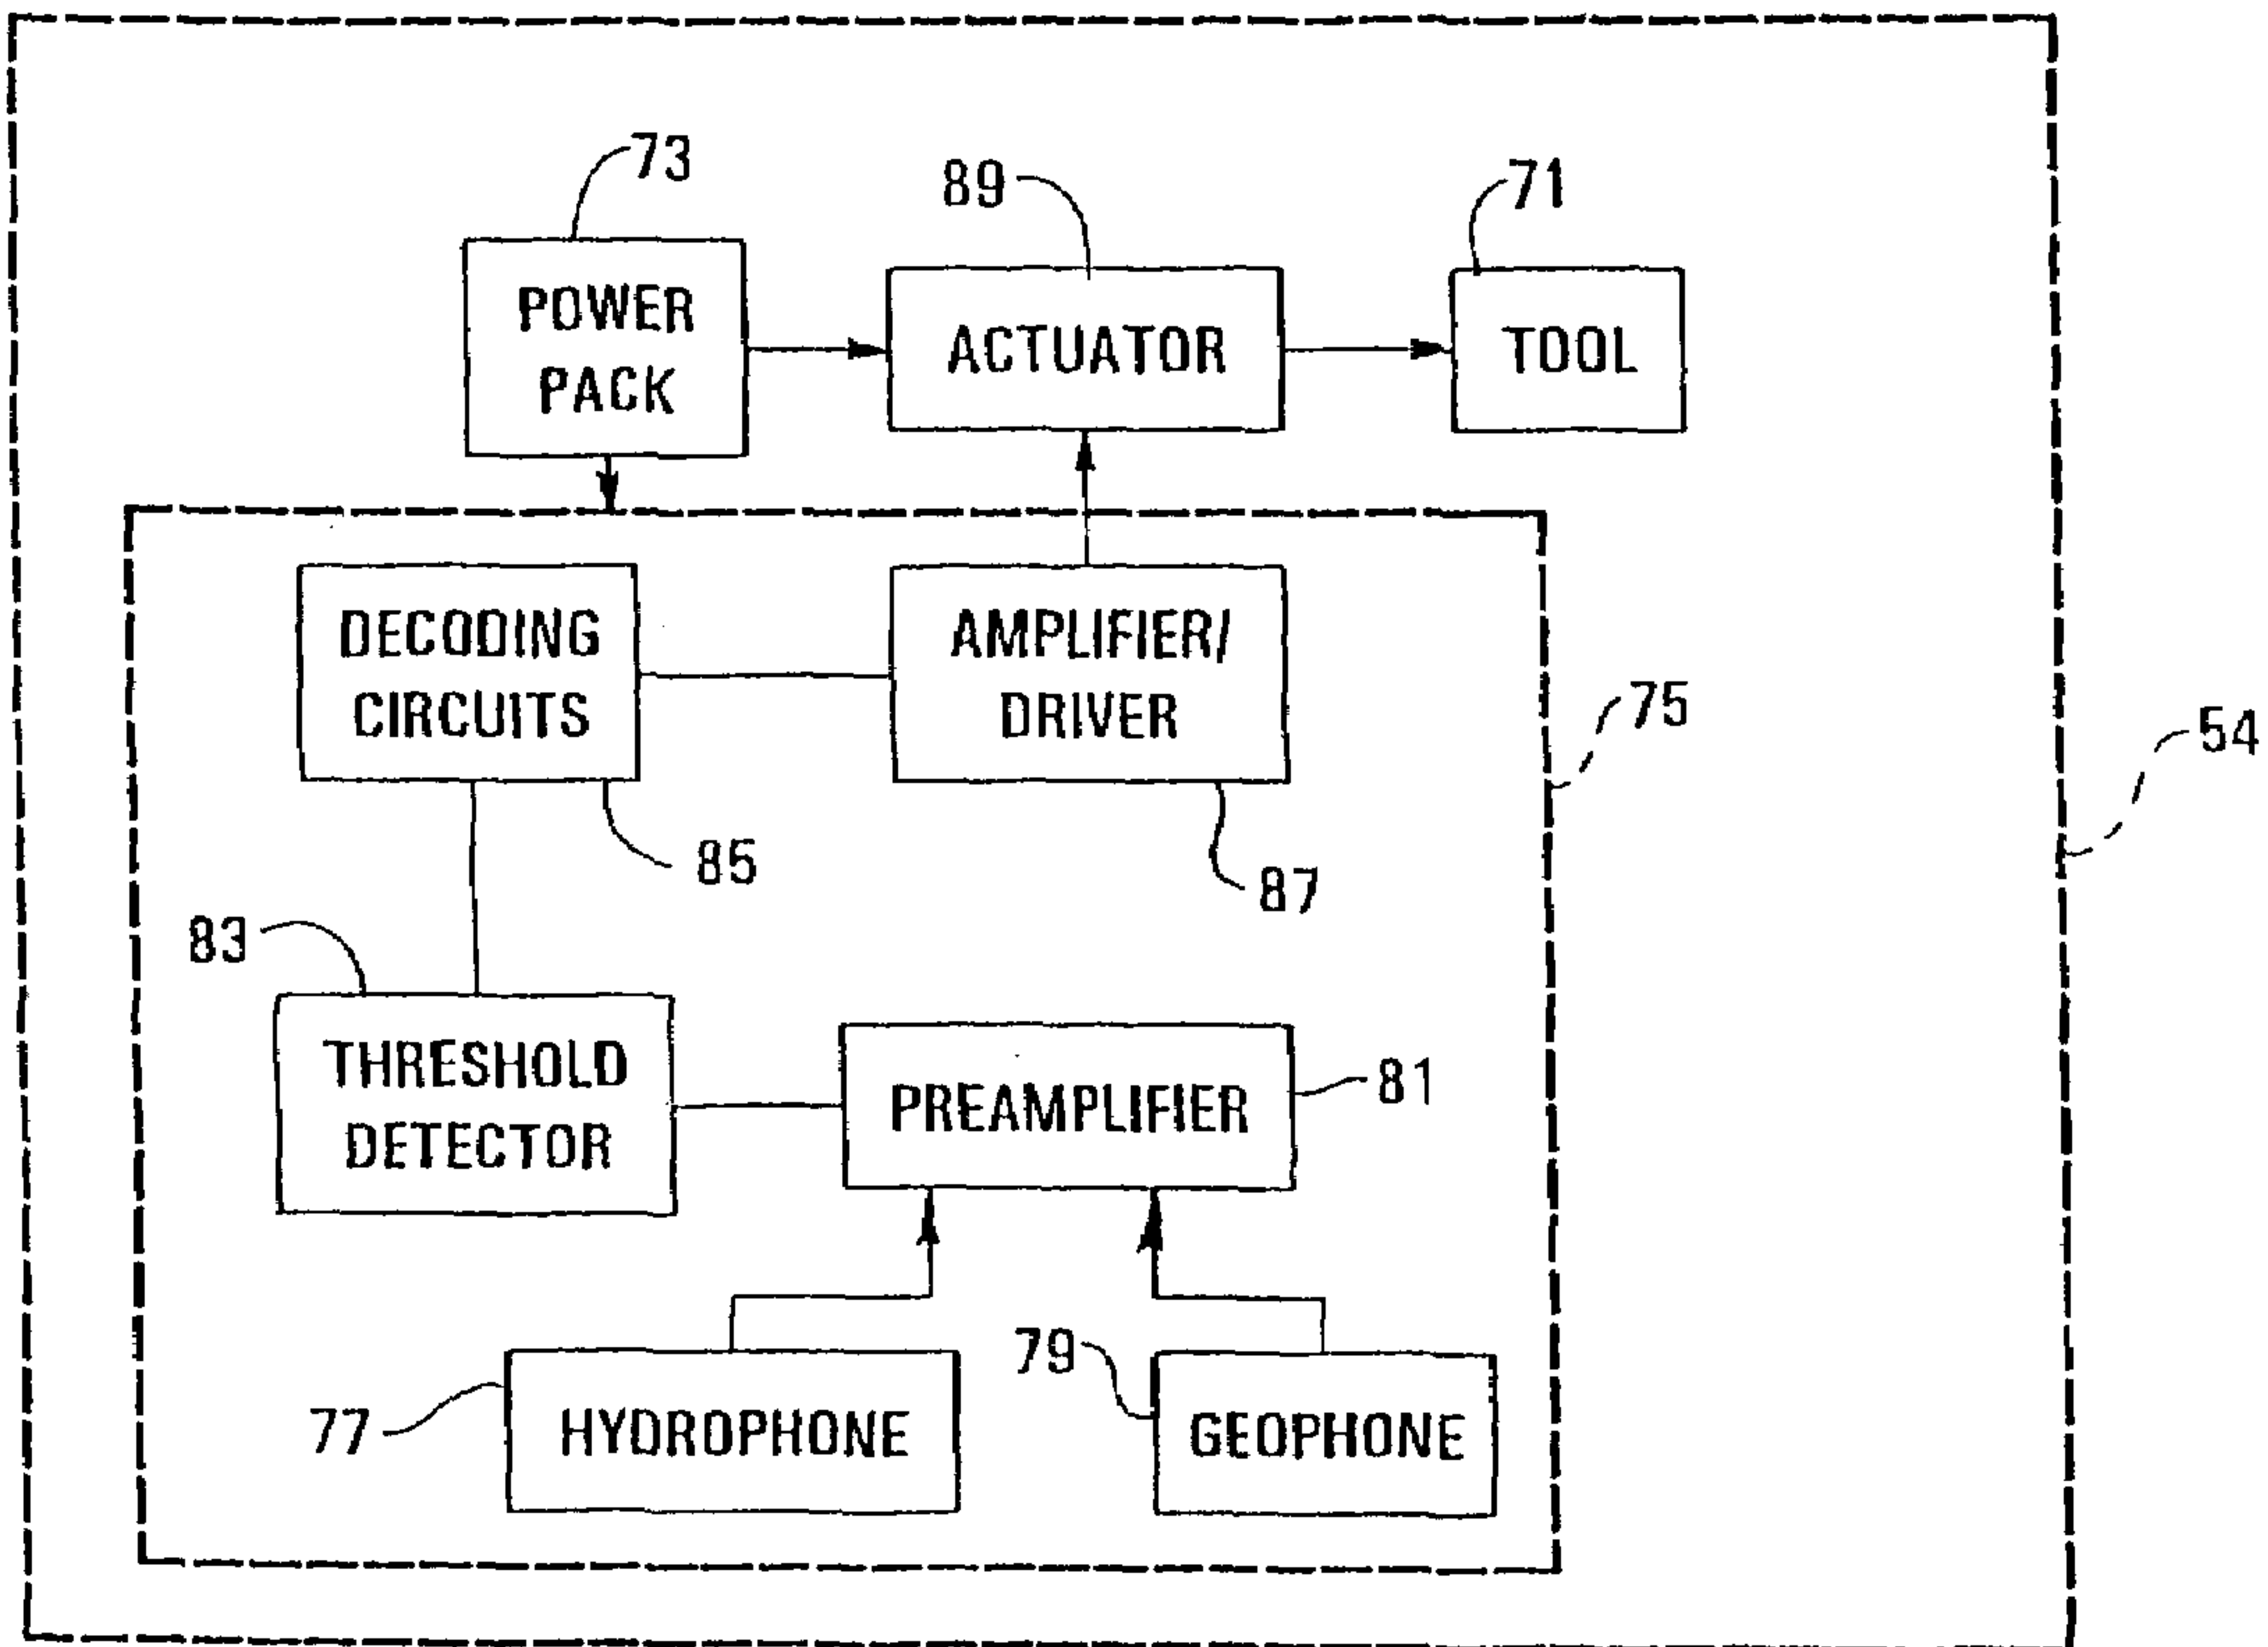 73
89
71
POWER
PACK
ACTUATOR
TOOL
DECODING
CIRCUITS
AMPLIFIER/
DRIVER
75
54
85
87
83
THRESHOLD
DETECTOR
PREAMPLIFIER
81
79
77
HYDROPHONE
GEOPHONE